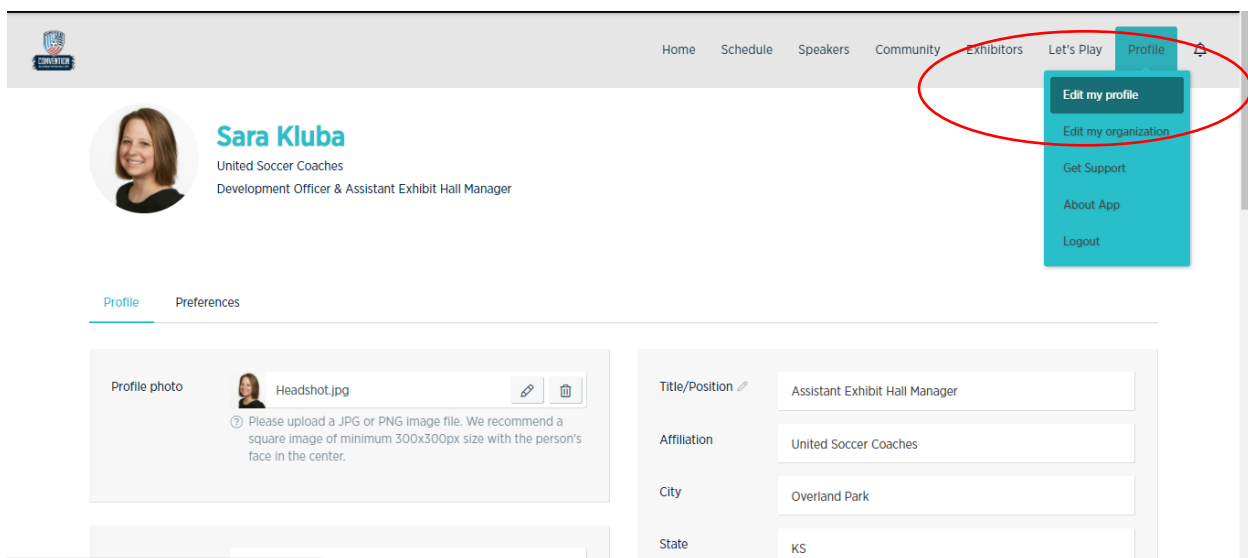 CONVENTION
Home Schedule Speakers Community Exhibitors Let's Play Profile
Edit my profile
Edit my organization
Get Support
About App
Logout
Sara Kluba
United Soccer Coaches
Development Officer & Assistant Exhibit Hall Manager
Profile Preferences
Profile photo
Headshot.jpg
Please upload a JPG or PNG image file. We recommend a
square image of minimum 300x300px size with the person's
face in the center.
Title/Position
Assistant Exhibit Hall Manager
Affiliation
United Soccer Coaches
City
Overland Park
State
KS